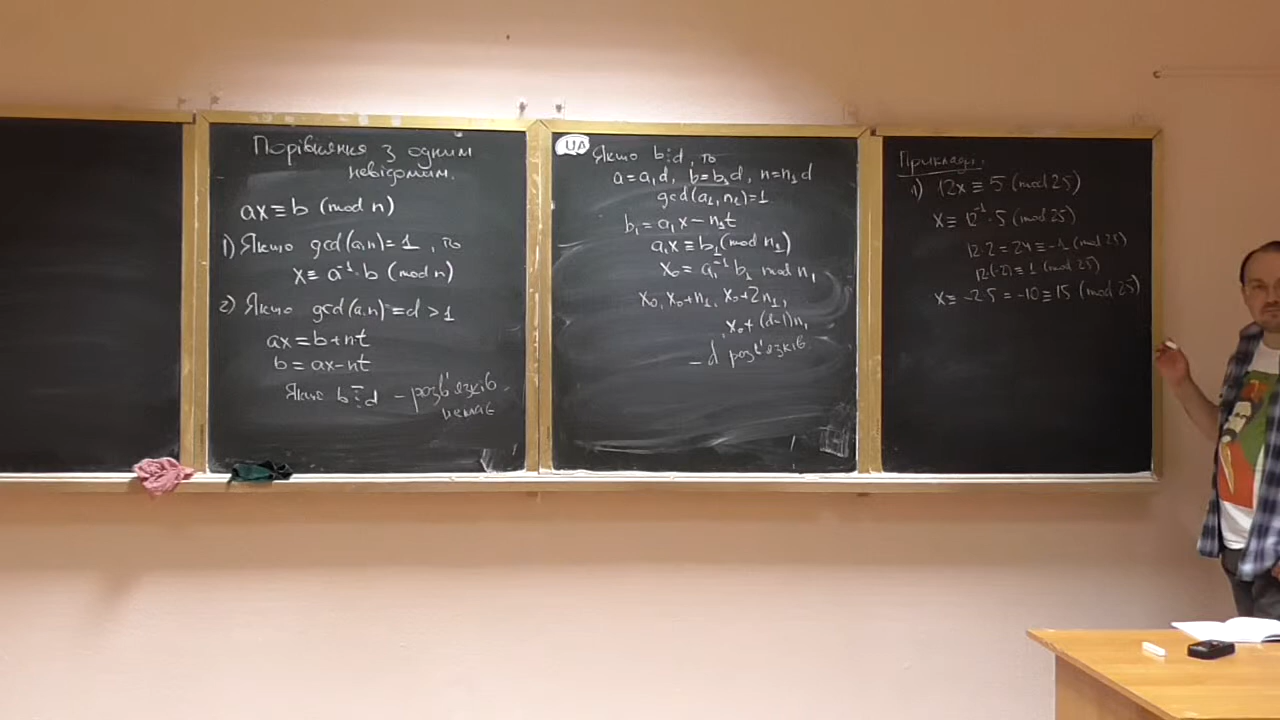 Порівняння з одним
невідомим.
ax ≡ b (mod n)
1) Якщо gcd(a,n)=1, то
x ≡ a⁻¹·b (mod n)
2) Якщо gcd(a,n)=d >1
ax = b+nt
b = ax-nt
Якщо b ⋮̅ d – розв'язків
немає
UA
Якщо b⋮d, то
a=a₁d, b=b₁d, n=n₁d
gcd(a₁,n₁)=1
b₁ = a₁x – n₁t
a₁x ≡ b₁ (mod n₁)
x₀ = a₁⁻¹ b₁ mod n₁
x₀, x₀+n₁, x₀+2n₁,
, x₀+(d-1)n₁
– d розв'язків.
Приклади.
1) 12x ≡ 5 (mod 25)
x ≡ 12⁻¹·5 (mod 25)
12·2 = 24 ≡ -1 (mod 25)
12(-2) ≡ 1 (mod 25)
x ≡ -2·5 = -10 ≡ 15 (mod 25)